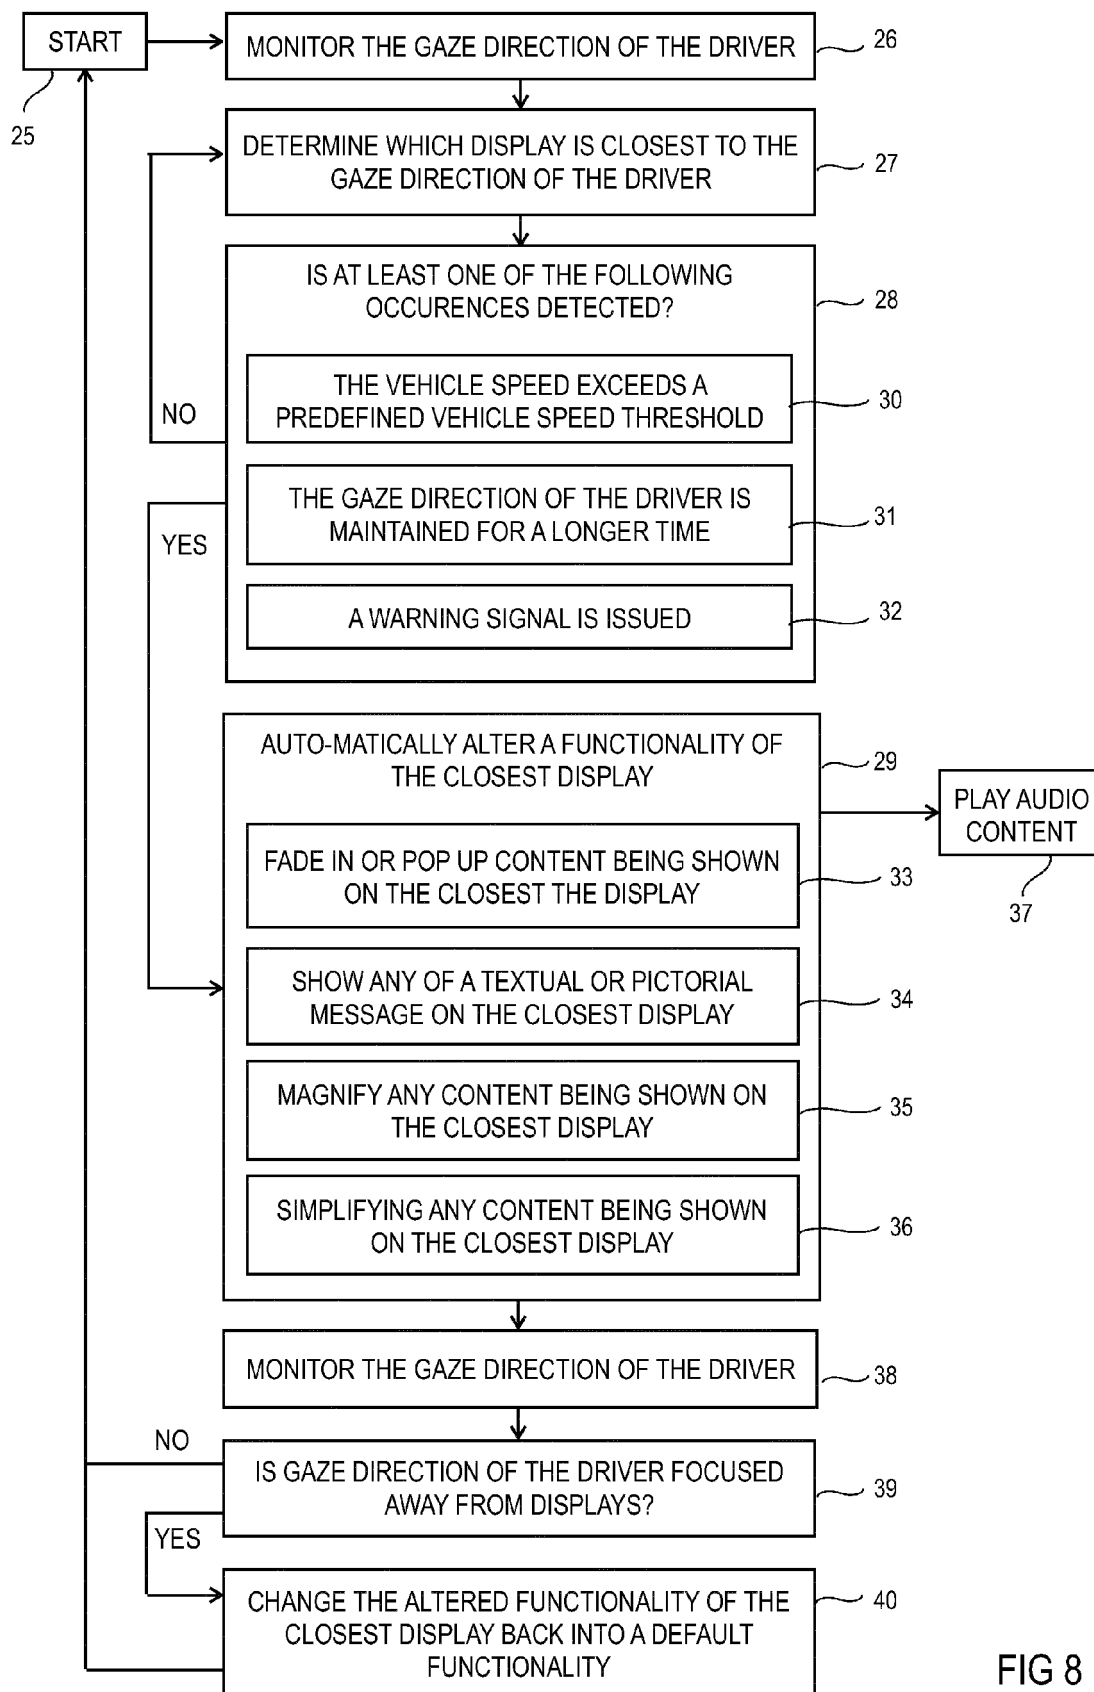 START
25
MONITOR THE GAZE DIRECTION OF THE DRIVER
26
DETERMINE WHICH DISPLAY IS CLOSEST TO THE
GAZE DIRECTION OF THE DRIVER
27
IS AT LEAST ONE OF THE FOLLOWING
OCCURENCES DETECTED?
28
THE VEHICLE SPEED EXCEEDS A
PREDEFINED VEHICLE SPEED THRESHOLD
30
NO
THE GAZE DIRECTION OF THE DRIVER IS
MAINTAINED FOR A LONGER TIME
31
YES
A WARNING SIGNAL IS ISSUED
32
AUTO-MATICALLY ALTER A FUNCTIONALITY OF
THE CLOSEST DISPLAY
29
PLAY AUDIO
CONTENT
37
FADE IN OR POP UP CONTENT BEING SHOWN
ON THE CLOSEST THE DISPLAY
33
SHOW ANY OF A TEXTUAL OR PICTORIAL
MESSAGE ON THE CLOSEST DISPLAY
34
MAGNIFY ANY CONTENT BEING SHOWN ON
THE CLOSEST DISPLAY
35
SIMPLIFYING ANY CONTENT BEING SHOWN
ON THE CLOSEST DISPLAY
36
MONITOR THE GAZE DIRECTION OF THE DRIVER
38
NO
IS GAZE DIRECTION OF THE DRIVER FOCUSED
AWAY FROM DISPLAYS?
39
YES
CHANGE THE ALTERED FUNCTIONALITY OF THE
CLOSEST DISPLAY BACK INTO A DEFAULT
FUNCTIONALITY
40
FIG 8